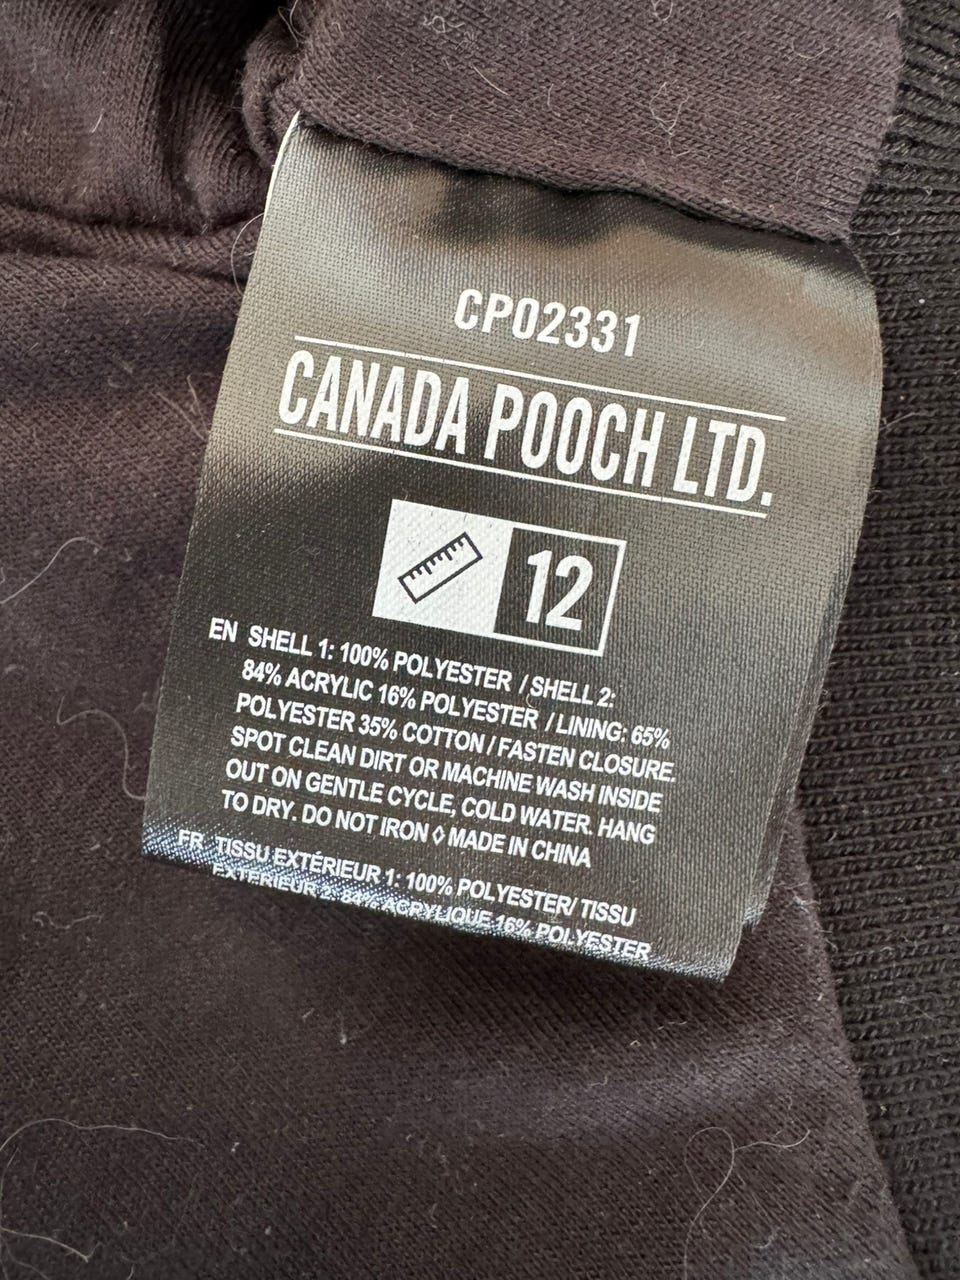 CP02331
CANADA POOCH LTD.
12
EN SHELL 1: 100% POLYESTER / SHELL 2:
84% ACRYLIC 16% POLYESTER / LINING: 65%
POLYESTER 35% COTTON / FASTEN CLOSURE.
SPOT CLEAN DIRT OR MACHINE WASH INSIDE
OUT ON GENTLE CYCLE, COLD WATER. HANG
TO DRY. DO NOT IRON ◊ MADE IN CHINA
FR TISSU EXTÉRIEUR 1: 100% POLYESTER/ TISSU
EXTÉRIEUR 2: 84% ACRYLIQUE 16% POLYESTER